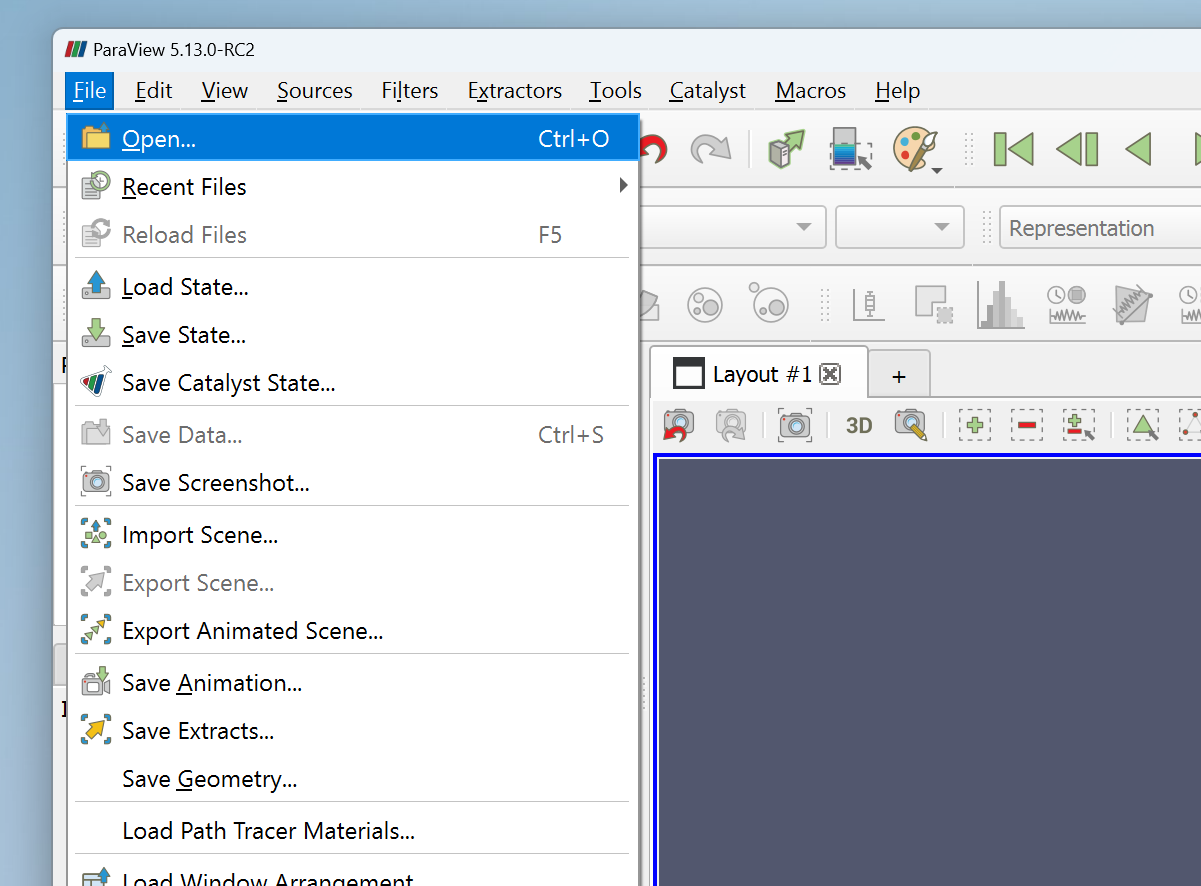 ParaView 5.13.0-RC2
File Edit View Sources Filters Extractors Tools Catalyst Macros Help
Open... Ctrl+O
Recent Files
Reload Files F5
Representation
Load State...
Save State...
Save Catalyst State...
Layout #1 +
Save Data... Ctrl+S
3D
Save Screenshot...
Import Scene...
Export Scene...
Export Animated Scene...
Save Animation...
Save Extracts...
Save Geometry...
Load Path Tracer Materials...
Load Window Arrangement